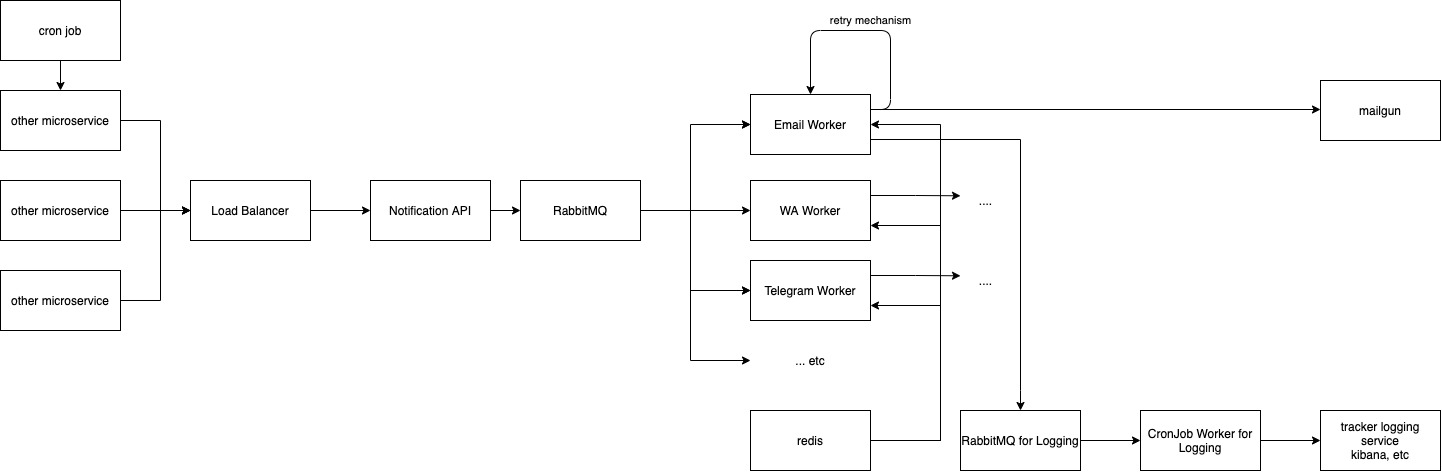 retry mechanism
cron job
other microservice
Email Worker
mailgun
other microservice
Load Balancer
Notification API
RabbitMQ
WA Worker
....
other microservice
Telegram Worker
....
... etc
redis
RabbitMQ for Logging
CronJob Worker for
Logging
tracker logging
service
kibana, etc